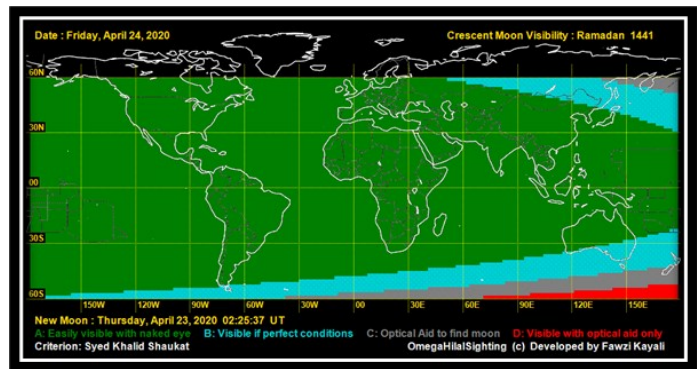 Date : Friday, April 24, 2020 Crescent Moon Visibility : Ramadan 1441
60N
30N
00
30S
60S
150W 120W 90W 60W 30W 00 30E 60E 90E 120E 150E
New Moon : Thursday, April 23, 2020 02:25:37 UT
A: Easily visible with naked eye B: Visible if perfect conditions C: Optical Aid to find moon D: Visible with optical aid only
Criterion: Syed Khalid Shaukat OmegaHilalSighting (c) Developed by Fawzi Kayali